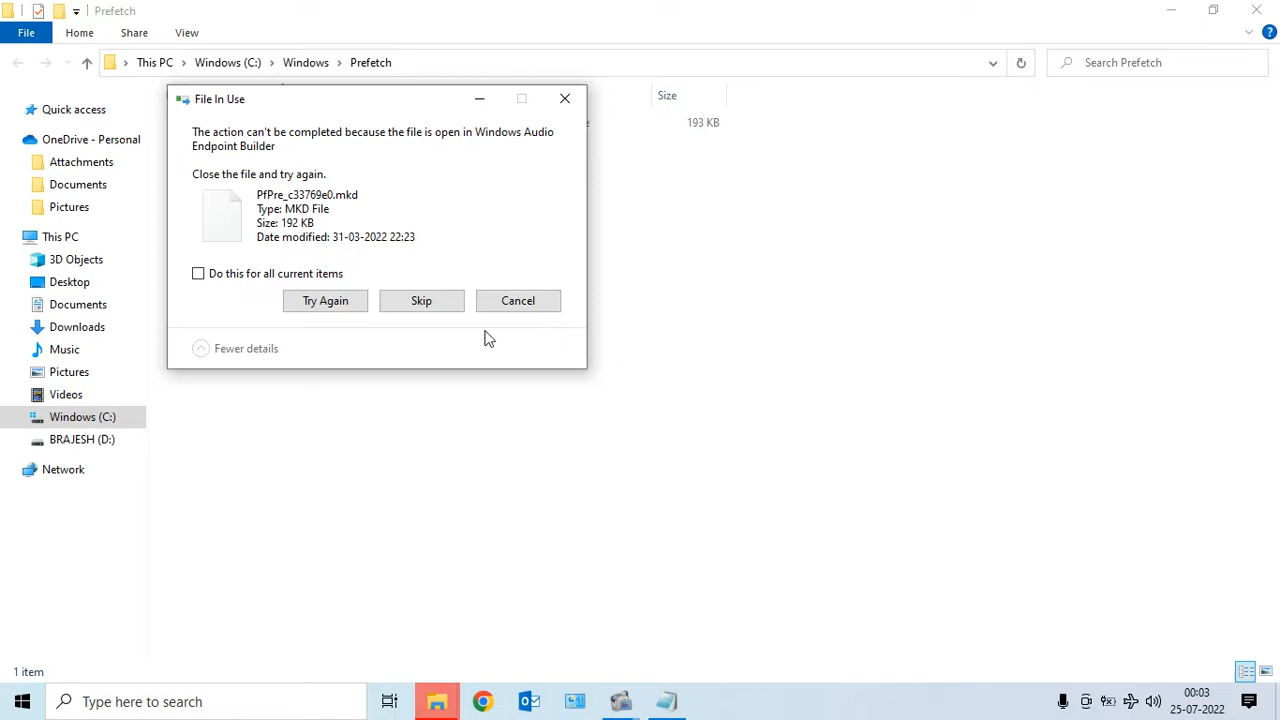 Prefetch
File Home Share View
This PC Windows (C:) Windows Prefetch Search Prefetch
File In Use
Size
193 KB
The action can't be completed because the file is open in Windows Audio
Endpoint Builder
Close the file and try again.
PfPre_c33769e0.mkd
Type: MKD File
Size: 192 KB
Date modified: 31-03-2022 22:23
Do this for all current items
Try Again Skip Cancel
Fewer details
Quick access
OneDrive - Personal
Attachments
Documents
Pictures
This PC
3D Objects
Desktop
Documents
Downloads
Music
Pictures
Videos
Windows (C:)
BRAJESH (D:)
Network
1 item
Type here to search
00:03
25-07-2022